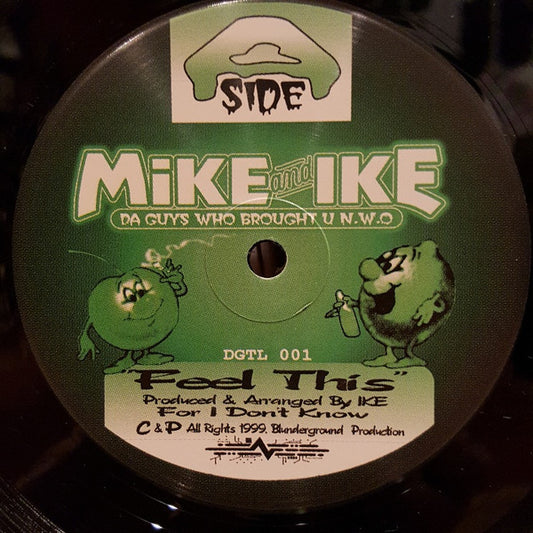 A
SIDE
MiKE and IKE
DA GUYS WHO BROUGHT U N.W.O
DGTL 001
"Feel This"
Produced & Arranged By IKE
For I Don't Know
C & P All Rights 1999. Blunderground Production